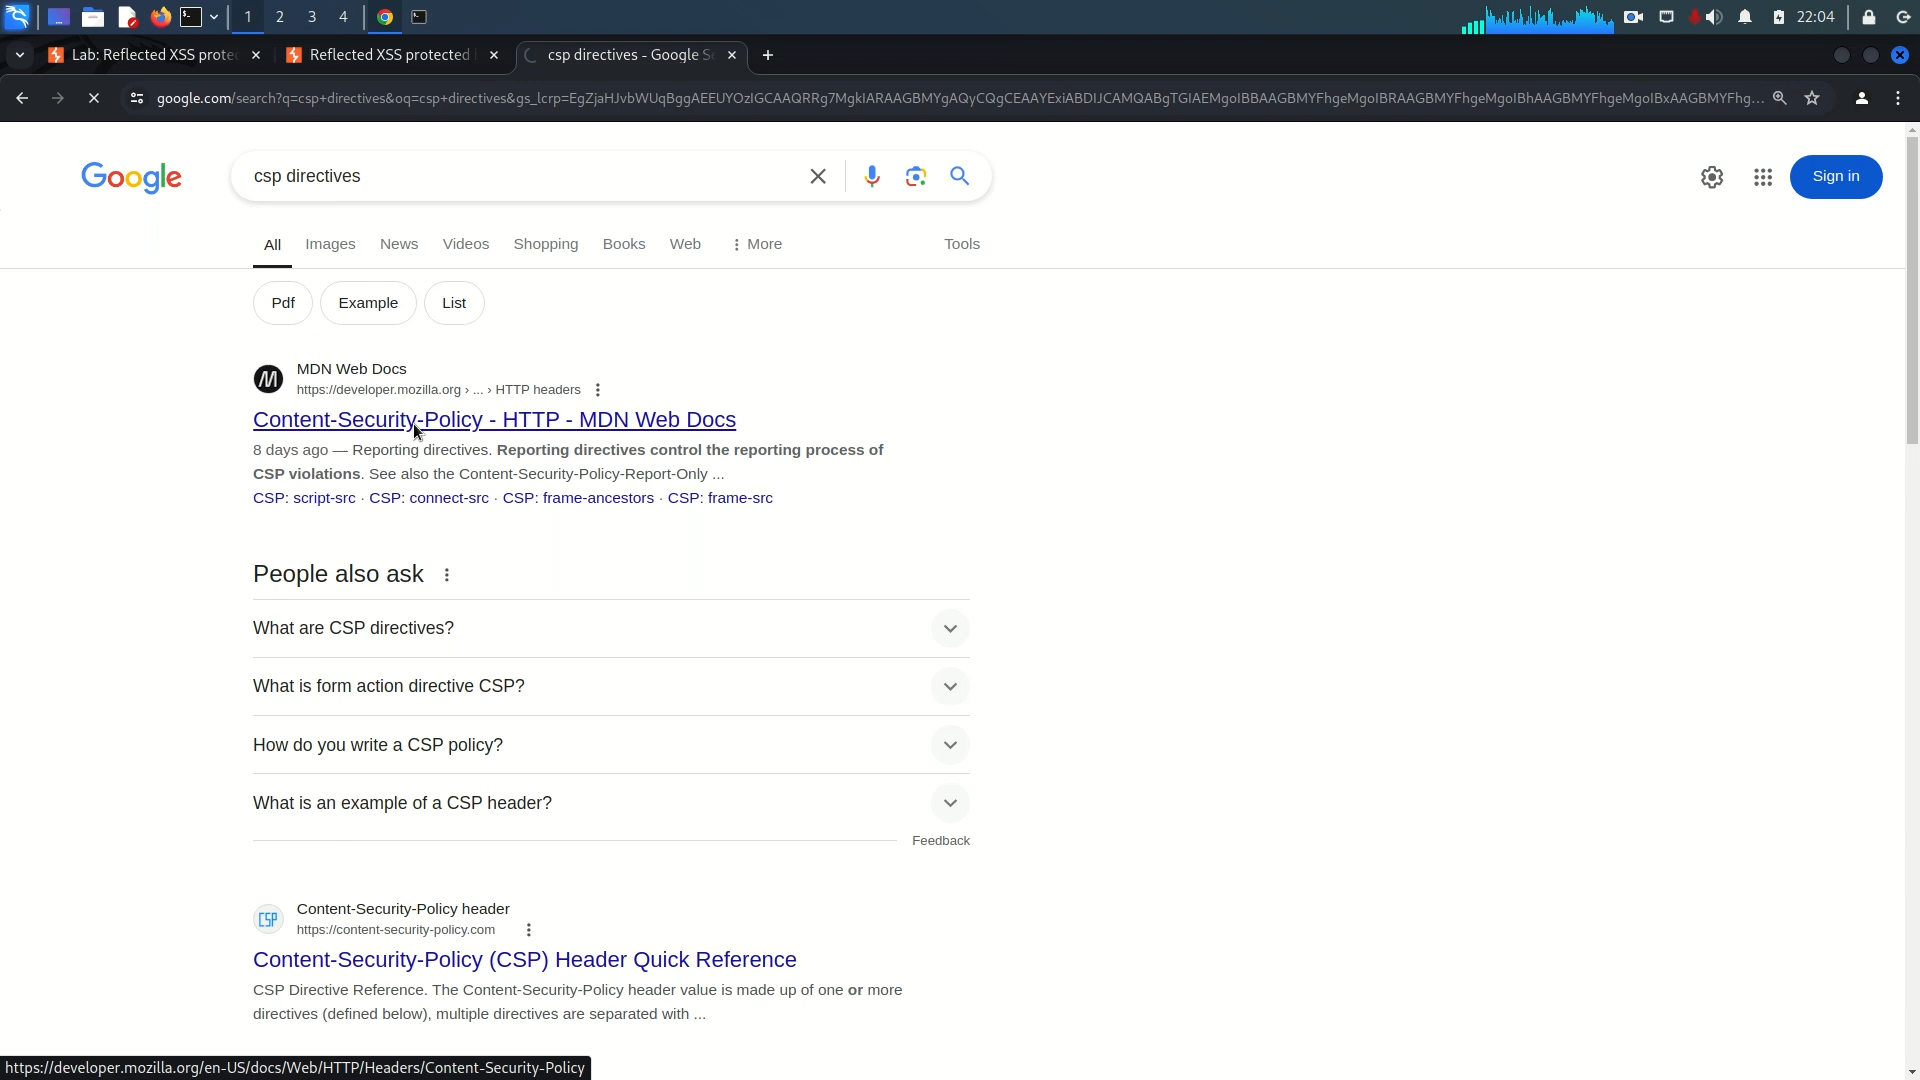 1 2 3 4 22:04
Lab: Reflected XSS prote Reflected XSS protected csp directives - Google Se
google.com/search?q=csp+directives&oq=csp+directives&gs_lcrp=EgZjaHJvbWUqBggAEEUYOzIGCAAQRRg7MgkIARAAGBMYgAQyCQgCEAAYExiABDIJCAMQABgTGIAEMgoIBBAAGBMYFhgeMgoIBRAAGBMYFhgeMgoIBhAAGBMYFhgeMgoIBxAAGBMYFhg...
Google csp directives Sign in
All Images News Videos Shopping Books Web More Tools
Pdf Example List
MDN Web Docs
https://developer.mozilla.org › ... › HTTP headers
Content-Security-Policy - HTTP - MDN Web Docs
8 days ago — Reporting directives. Reporting directives control the reporting process of
CSP violations. See also the Content-Security-Policy-Report-Only ...
CSP: script-src · CSP: connect-src · CSP: frame-ancestors · CSP: frame-src
People also ask
What are CSP directives?
What is form action directive CSP?
How do you write a CSP policy?
What is an example of a CSP header?
Feedback
CSP Content-Security-Policy header
https://content-security-policy.com
Content-Security-Policy (CSP) Header Quick Reference
CSP Directive Reference. The Content-Security-Policy header value is made up of one or more
directives (defined below), multiple directives are separated with ...
https://developer.mozilla.org/en-US/docs/Web/HTTP/Headers/Content-Security-Policy